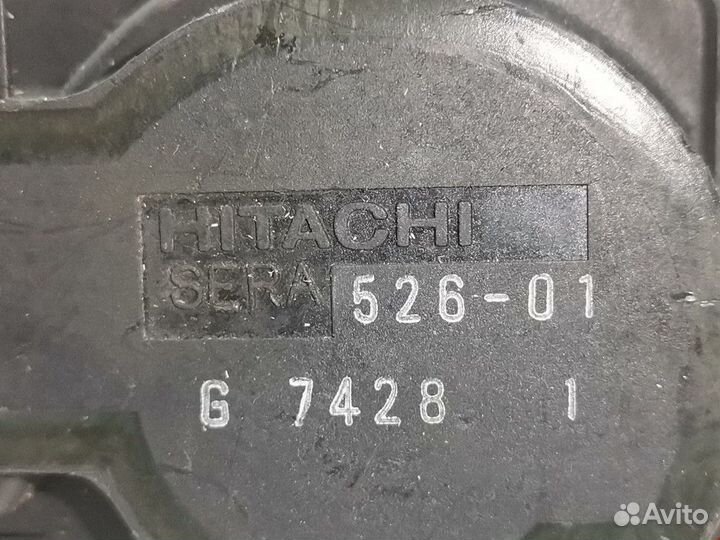 HITACHI
SERA 526-01
G 7428 1
Avito